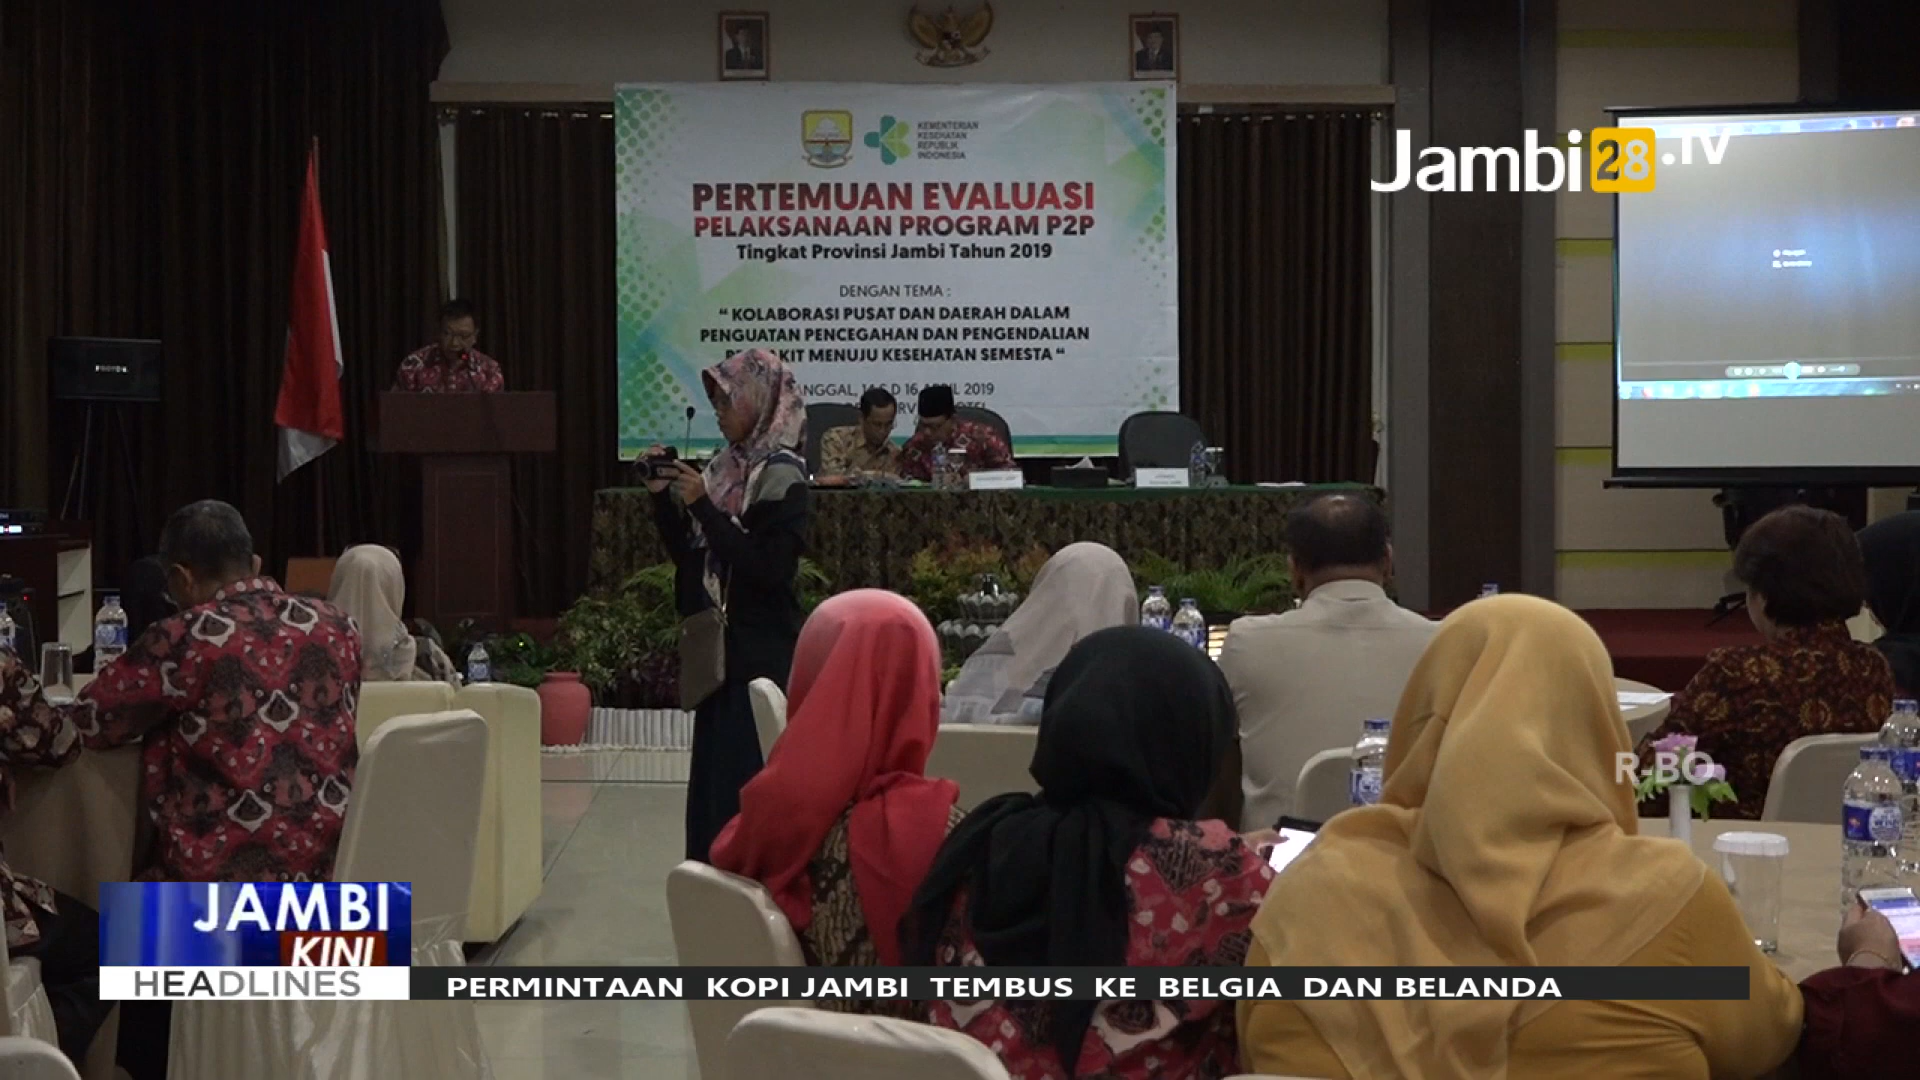 KEMENTERIAN
KESEHATAN
REPUBLIK
INDONESIA
PERTEMUAN EVALUASI
PELAKSANAAN PROGRAM P2P
Tingkat Provinsi Jambi Tahun 2019
DENGAN TEMA :
“ KOLABORASI PUSAT DAN DAERAH DALAM
PENGUATAN PENCEGAHAN DAN PENGENDALIAN
MENUJU KESEHATAN SEMESTA “
2019
Jambi28.TV
R-BO
JAMBI
KINI
HEADLINES
PERMINTAAN KOPI JAMBI TEMBUS KE BELGIA DAN BELANDA